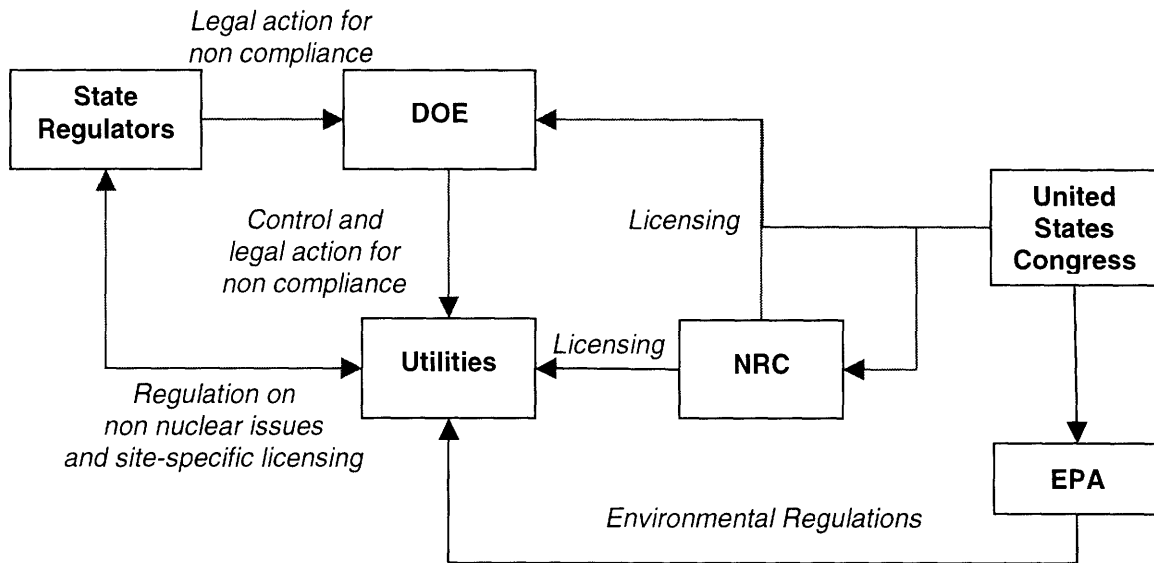 Legal action for
non compliance
State
Regulators
DOE
United
States
Congress
Control and
legal action for
non compliance
Licensing
Utilities
Licensing
NRC
Regulation on
non nuclear issues
and site-specific licensing
EPA
Environmental Regulations